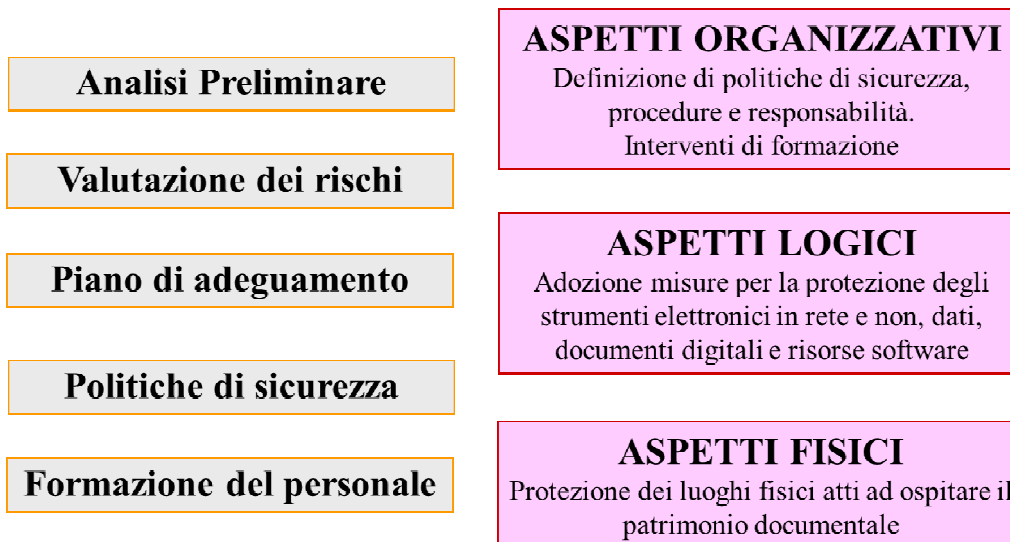 Analisi Preliminare
Valutazione dei rischi
Piano di adeguamento
Politiche di sicurezza
Formazione del personale
ASPETTI ORGANIZZATIVI
Definizione di politiche di sicurezza,
procedure e responsabilità.
Interventi di formazione
ASPETTI LOGICI
Adozione misure per la protezione degli
strumenti elettronici in rete e non, dati,
documenti digitali e risorse software
ASPETTI FISICI
Protezione dei luoghi fisici atti ad ospitare il
patrimonio documentale